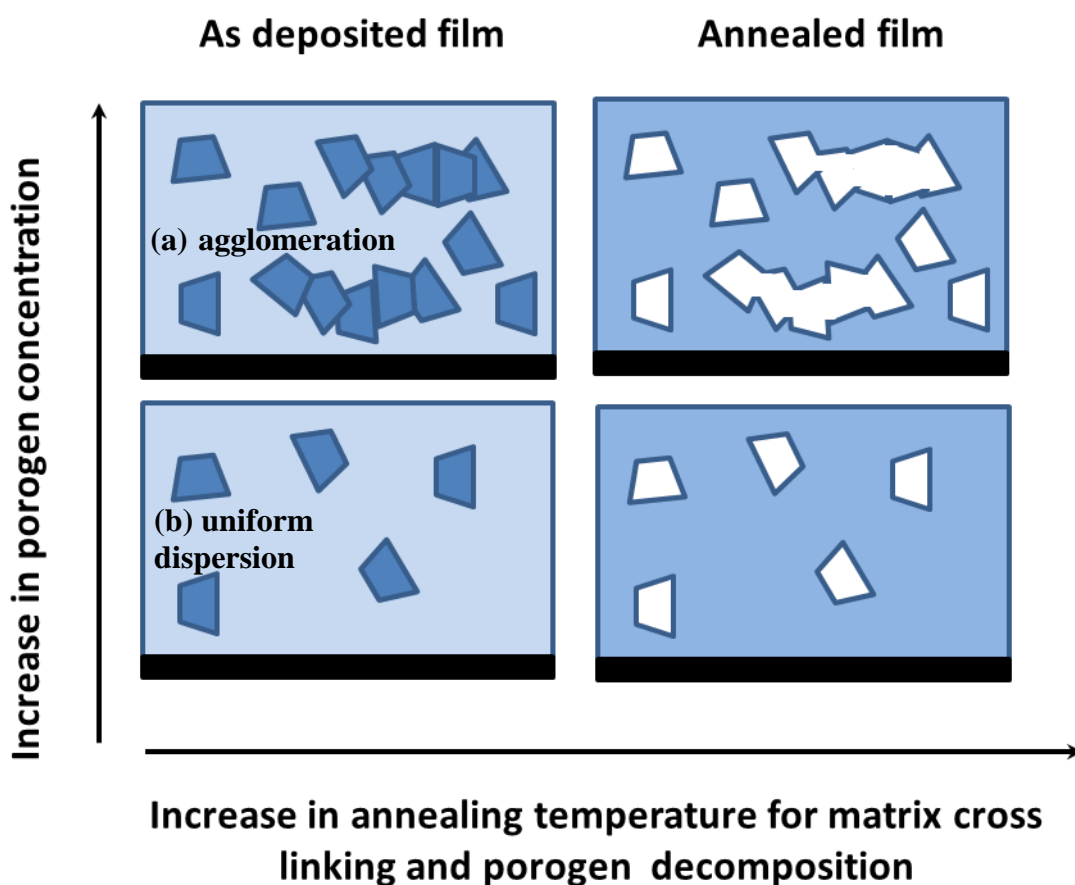 As deposited film
Annealed film
Increase in porogen concentration
(a) agglomeration
(b) uniform
dispersion
Increase in annealing temperature for matrix cross
linking and porogen decomposition